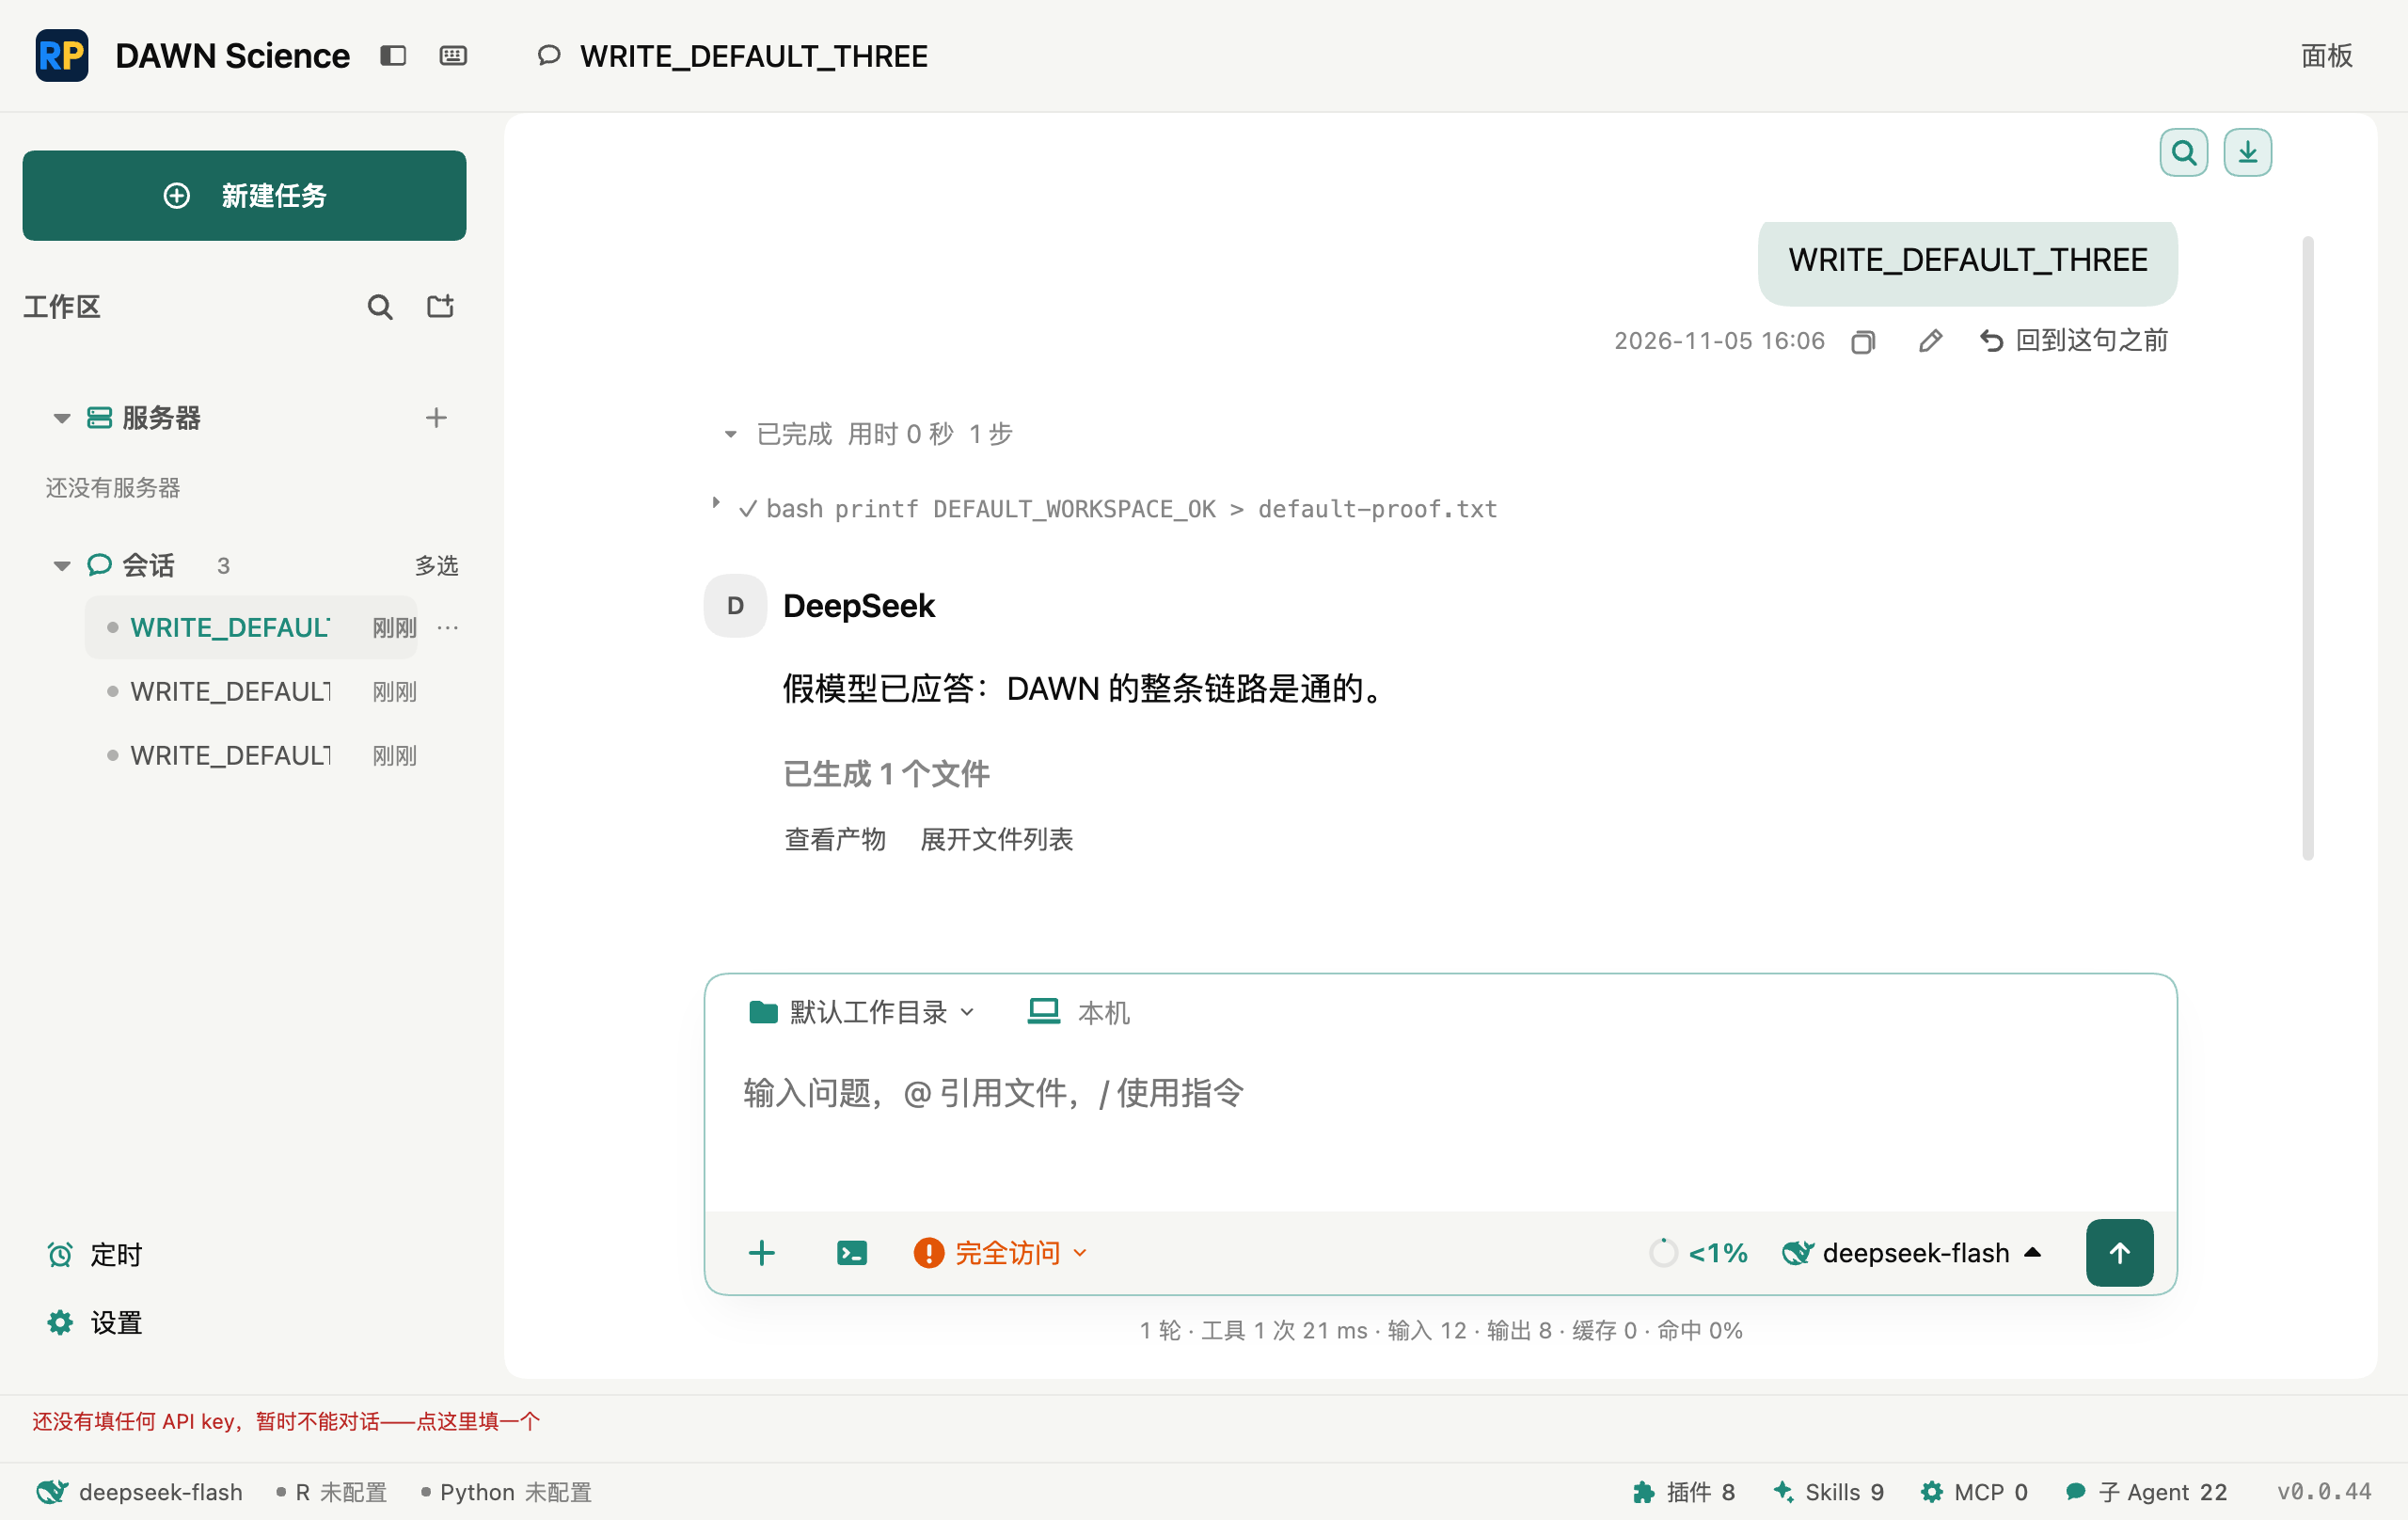 RP DAWN Science WRITE_DEFAULT_THREE 面板
新建任务
工作区
服务器
还没有服务器
会话 3 多选
WRITE_DEFAULT 刚刚 ···
WRITE_DEFAULT 刚刚
WRITE_DEFAULT 刚刚
定时
设置
WRITE_DEFAULT_THREE
2026-11-05 16:06 回到这句之前
已完成 用时 0 秒 1 步
bash printf DEFAULT_WORKSPACE_OK > default-proof.txt
D DeepSeek
假模型已应答：DAWN 的整条链路是通的。
已生成 1 个文件
查看产物 展开文件列表
默认工作目录 本机
输入问题，@ 引用文件，/ 使用指令
完全访问 <1% deepseek-flash
1 轮 · 工具 1 次 21 ms · 输入 12 · 输出 8 · 缓存 0 · 命中 0%
还没有填任何 API key，暂时不能对话——点这里填一个
deepseek-flash R 未配置 Python 未配置 插件 8 Skills 9 MCP 0 子 Agent 22 v0.0.44